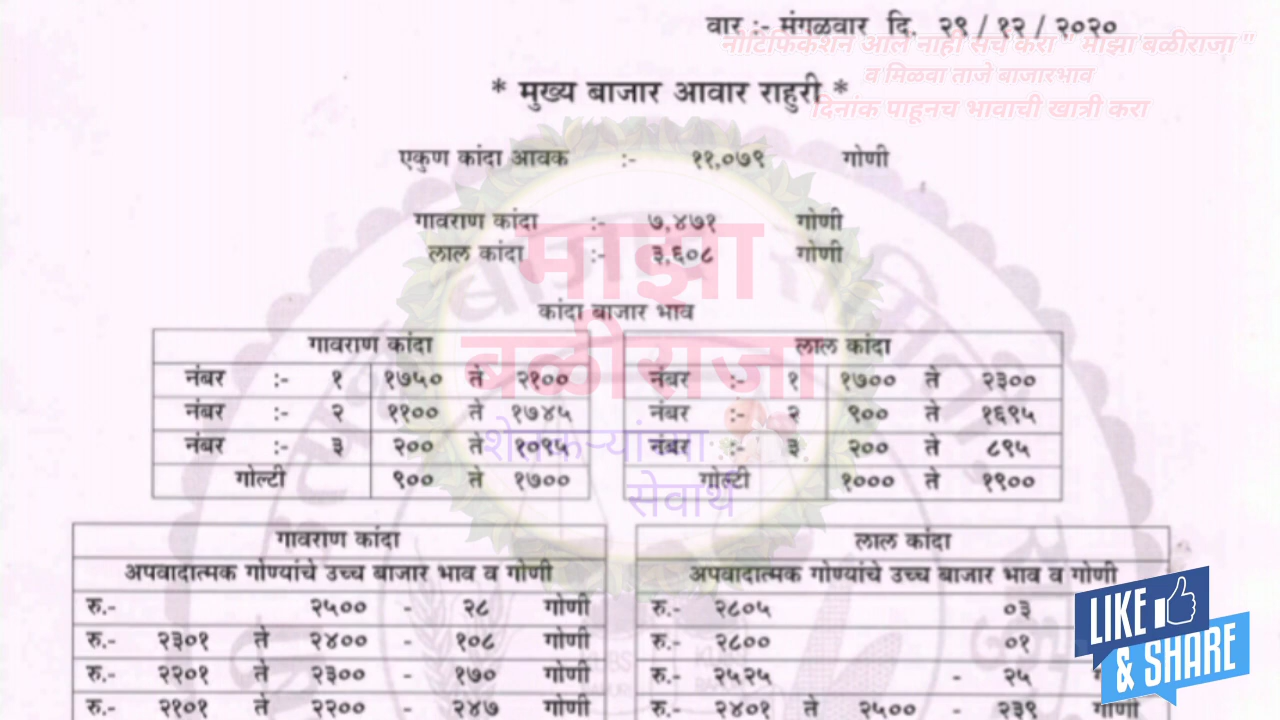 वार :- मंगळवार दि. २९ / १२ / २०२०
नोटिफिकेशन आले नाही सर्च करा " माझा बळीराजा "
व मिळवा ताजे बाजारभाव
दिनांक पाहूनच भावाची खात्री करा
* मुख्य बाजार आवार राहुरी *
एकुण कांदा आवक :- ११,०७९ गोणी
गावराण कांदा :- ७,४७१ गोणी
लाल कांदा :- ३,६०८ गोणी
माझा
बळीराजा
शेतकऱ्यांच्या
सेवार्थ
कांदा बाजार भाव
गावराण कांदा
नंबर :- १ १७५० ते २१००
नंबर :- २ ११०० ते १७४५
नंबर :- ३ २०० ते १०९५
गोल्टी ९०० ते १७००
लाल कांदा
नंबर :- १ १७०० ते २३००
नंबर :- २ ९०० ते १६९५
नंबर :- ३ २०० ते ८९५
गोल्टी १००० ते १९००
गावराण कांदा
अपवादात्मक गोण्यांचे उच्च बाजार भाव व गोणी
रु.- २५०० - २८ गोणी
रु.- २३०१ ते २४०० - १०८ गोणी
रु.- २२०१ ते २३०० - १७० गोणी
रु.- २१०१ ते २२०० - २४७ गोणी
लाल कांदा
अपवादात्मक गोण्यांचे उच्च बाजार भाव व गोणी
रु.- २८०५ ०३
रु.- २८०० ०१
रु.- २५२५ - २५
रु.- २४०१ ते २५०० - २३९ गोणी
LIKE
& SHARE